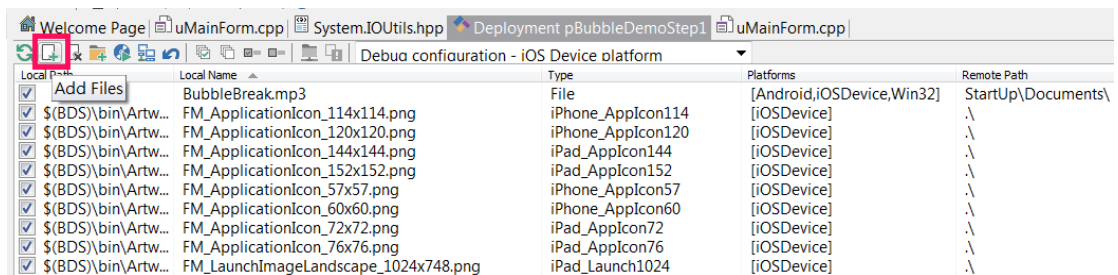 Welcome Page uMainForm.cpp System.IOUtils.hpp Deployment pBubbleDemoStep1 uMainForm.cpp
Debug configuration - iOS Device platform
Local Path Local Name Type Platforms Remote Path
Add Files BubbleBreak.mp3 File [Android,iOSDevice,Win32] StartUp\Documents\
$(BDS)\bin\Artw... FM_ApplicationIcon_114x114.png iPhone_AppIcon114 [iOSDevice] .\
$(BDS)\bin\Artw... FM_ApplicationIcon_120x120.png iPhone_AppIcon120 [iOSDevice] .\
$(BDS)\bin\Artw... FM_ApplicationIcon_144x144.png iPad_AppIcon144 [iOSDevice] .\
$(BDS)\bin\Artw... FM_ApplicationIcon_152x152.png iPad_AppIcon152 [iOSDevice] .\
$(BDS)\bin\Artw... FM_ApplicationIcon_57x57.png iPhone_AppIcon57 [iOSDevice] .\
$(BDS)\bin\Artw... FM_ApplicationIcon_60x60.png iPhone_AppIcon60 [iOSDevice] .\
$(BDS)\bin\Artw... FM_ApplicationIcon_72x72.png iPad_AppIcon72 [iOSDevice] .\
$(BDS)\bin\Artw... FM_ApplicationIcon_76x76.png iPad_AppIcon76 [iOSDevice] .\
$(BDS)\bin\Artw... FM_LaunchImageLandscape_1024x748.png iPad_Launch1024 [iOSDevice] .\